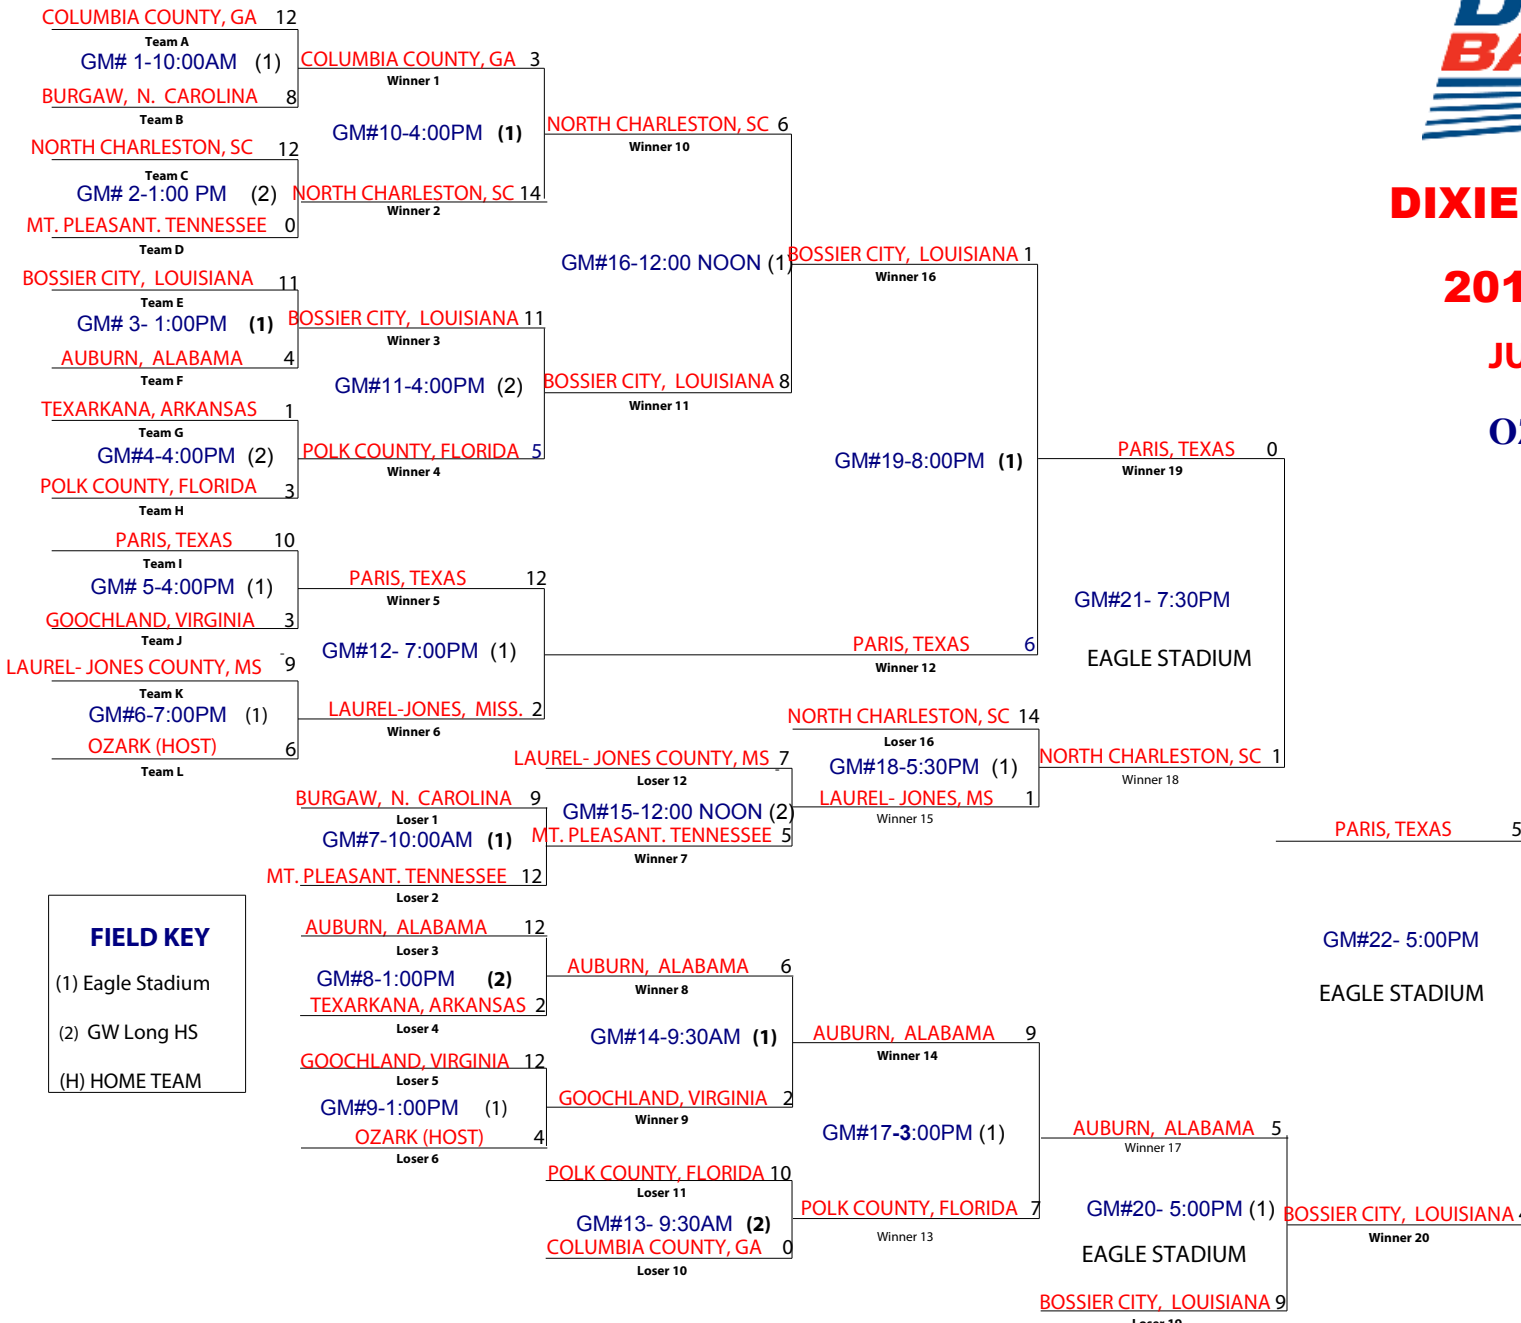 COLUMBIA COUNTY, GA 12
Team A
GM# 1-10:00AM (1)
BURGAW, N. CAROLINA 8
Team B
NORTH CHARLESTON, SC 12
Team C
GM# 2-1:00 PM (2)
MT. PLEASANT. TENNESSEE 0
Team D
BOSSIER CITY, LOUISIANA 11
Team E
GM# 3- 1:00PM (1)
AUBURN, ALABAMA 4
Team F
TEXARKANA, ARKANSAS 1
Team G
GM#4-4:00PM (2)
POLK COUNTY, FLORIDA 3
Team H
PARIS, TEXAS 10
Team I
GM# 5-4:00PM (1)
GOOCHLAND, VIRGINIA 3
Team J
LAUREL- JONES COUNTY, MS 9
Team K
GM#6-7:00PM (1)
OZARK (HOST) 6
Team L
COLUMBIA COUNTY, GA 3
Winner 1
GM#10-4:00PM (1)
NORTH CHARLESTON, SC 14
Winner 2
BOSSIER CITY, LOUISIANA 11
Winner 3
GM#11-4:00PM (2)
POLK COUNTY, FLORIDA 5
Winner 4
PARIS, TEXAS 12
Winner 5
GM#12- 7:00PM (1)
LAUREL-JONES, MISS. 2
Winner 6
BURGAW, N. CAROLINA 9
Loser 1
GM#7-10:00AM (1)
MT. PLEASANT. TENNESSEE 12
Loser 2
AUBURN, ALABAMA 12
Loser 3
GM#8-1:00PM (2)
TEXARKANA, ARKANSAS 2
Loser 4
GOOCHLAND, VIRGINIA 12
Loser 5
GM#9-1:00PM (1)
OZARK (HOST) 4
Loser 6
NORTH CHARLESTON, SC 6
Winner 10
GM#16-12:00 NOON (1)
BOSSIER CITY, LOUISIANA 8
Winner 11
LAUREL- JONES COUNTY, MS 7
Loser 12
GM#15-12:00 NOON (2)
MT. PLEASANT. TENNESSEE 5
Winner 7
AUBURN, ALABAMA 6
Winner 8
GM#14-9:30AM (1)
GOOCHLAND, VIRGINIA 2
Winner 9
POLK COUNTY, FLORIDA 10
Loser 11
GM#13- 9:30AM (2)
COLUMBIA COUNTY, GA 0
Loser 10
BOSSIER CITY, LOUISIANA 1
Winner 16
GM#19-8:00PM (1)
PARIS, TEXAS 6
Winner 12
NORTH CHARLESTON, SC 14
Loser 16
GM#18-5:30PM (1)
LAUREL- JONES, MS 1
Winner 15
AUBURN, ALABAMA 9
Winner 14
GM#17-3:00PM (1)
POLK COUNTY, FLORIDA 7
Winner 13
PARIS, TEXAS 0
Winner 19
GM#21- 7:30PM
EAGLE STADIUM
NORTH CHARLESTON, SC 1
Winner 18
AUBURN, ALABAMA 5
Winner 17
GM#20- 5:00PM (1)
EAGLE STADIUM
BOSSIER CITY, LOUISIANA 9
Loser 19
PARIS, TEXAS 5
GM#22- 5:00PM
EAGLE STADIUM
BOSSIER CITY, LOUISIANA
Winner 20
DIXIE
201
JU
OZ
FIELD KEY
(1) Eagle Stadium
(2) GW Long HS
(H) HOME TEAM